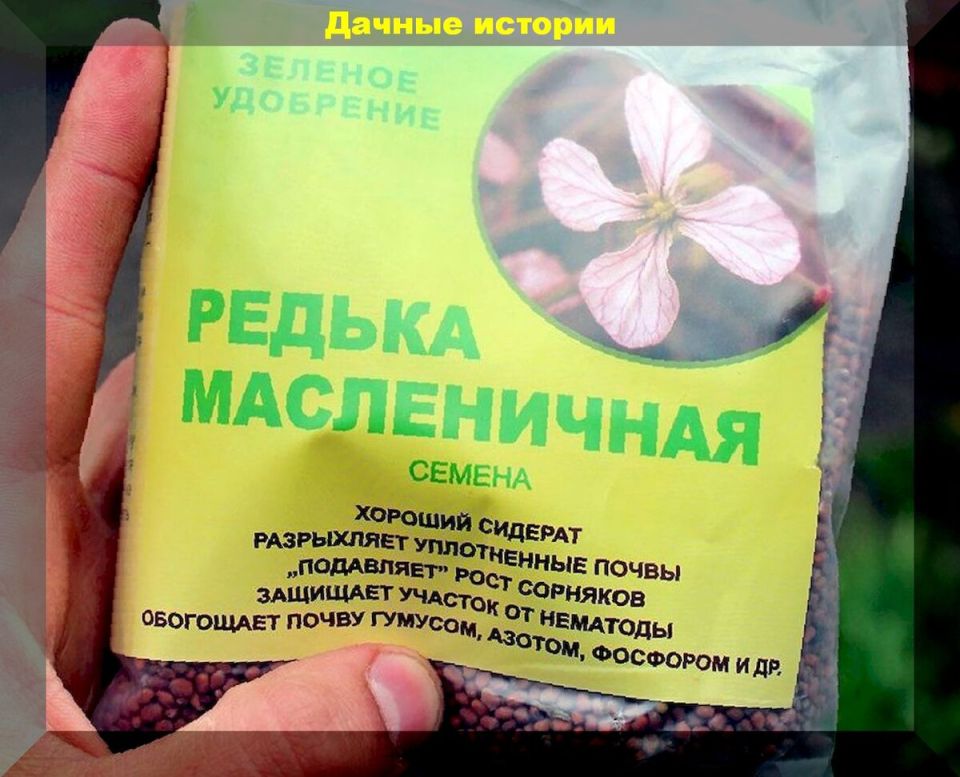 Дачные истории
ЗЕЛЕНОЕ
УДОБРЕНИЕ
РЕДЬКА
МАСЛЕНИЧНАЯ
СЕМЕНА
ХОРОШИЙ СИДЕРАТ
РАЗРЫХЛЯЕТ УПЛОТНЕННЫЕ ПОЧВЫ
„ПОДАВЛЯЕТ” РОСТ СОРНЯКОВ
ЗАЩИЩАЕТ УЧАСТОК ОТ НЕМАТОДЫ
ОБОГОЩАЕТ ПОЧВУ ГУМУСОМ, АЗОТОМ, ФОСФОРОМ И ДР.